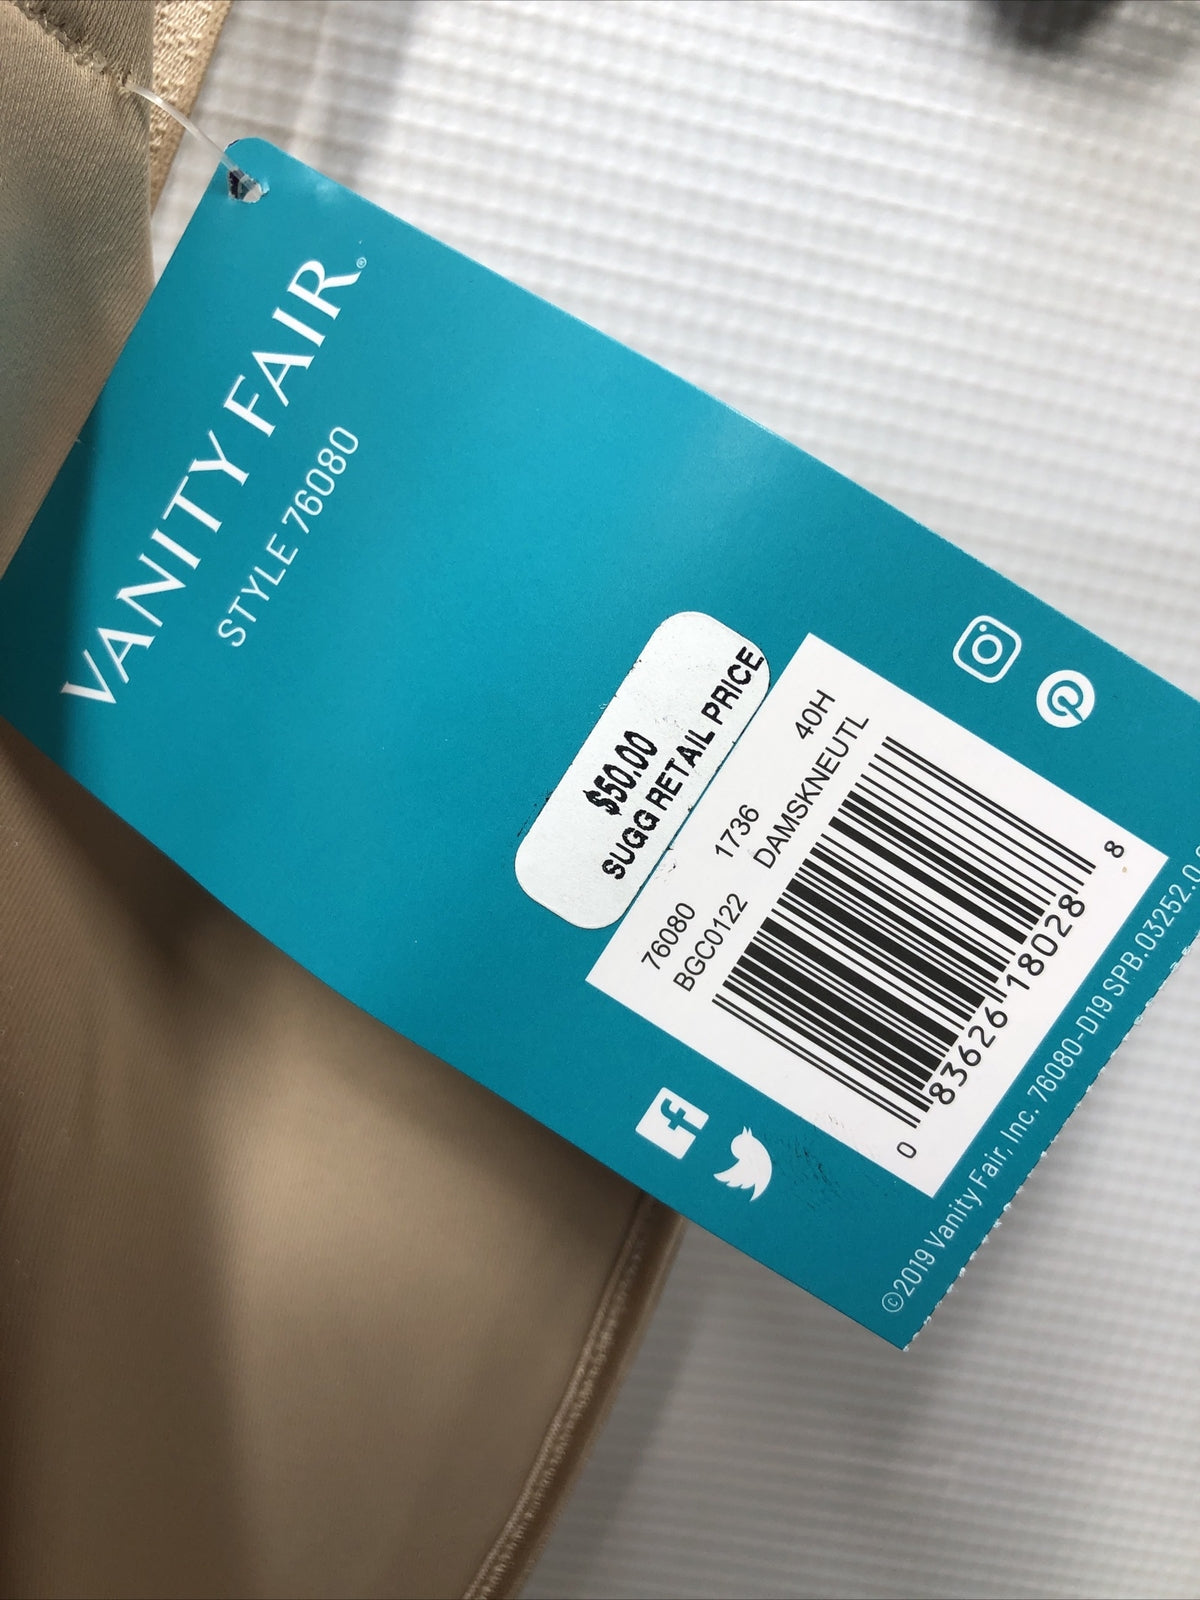 VANITY FAIR®
STYLE 76080
$50.00
SUGG RETAIL PRICE
76080 1736 40H
BGC0122 DAMSKNEUTL
0 83626 18028 8
©2019 Vanity Fair, Inc. 76080-D19 SPB.03252.0